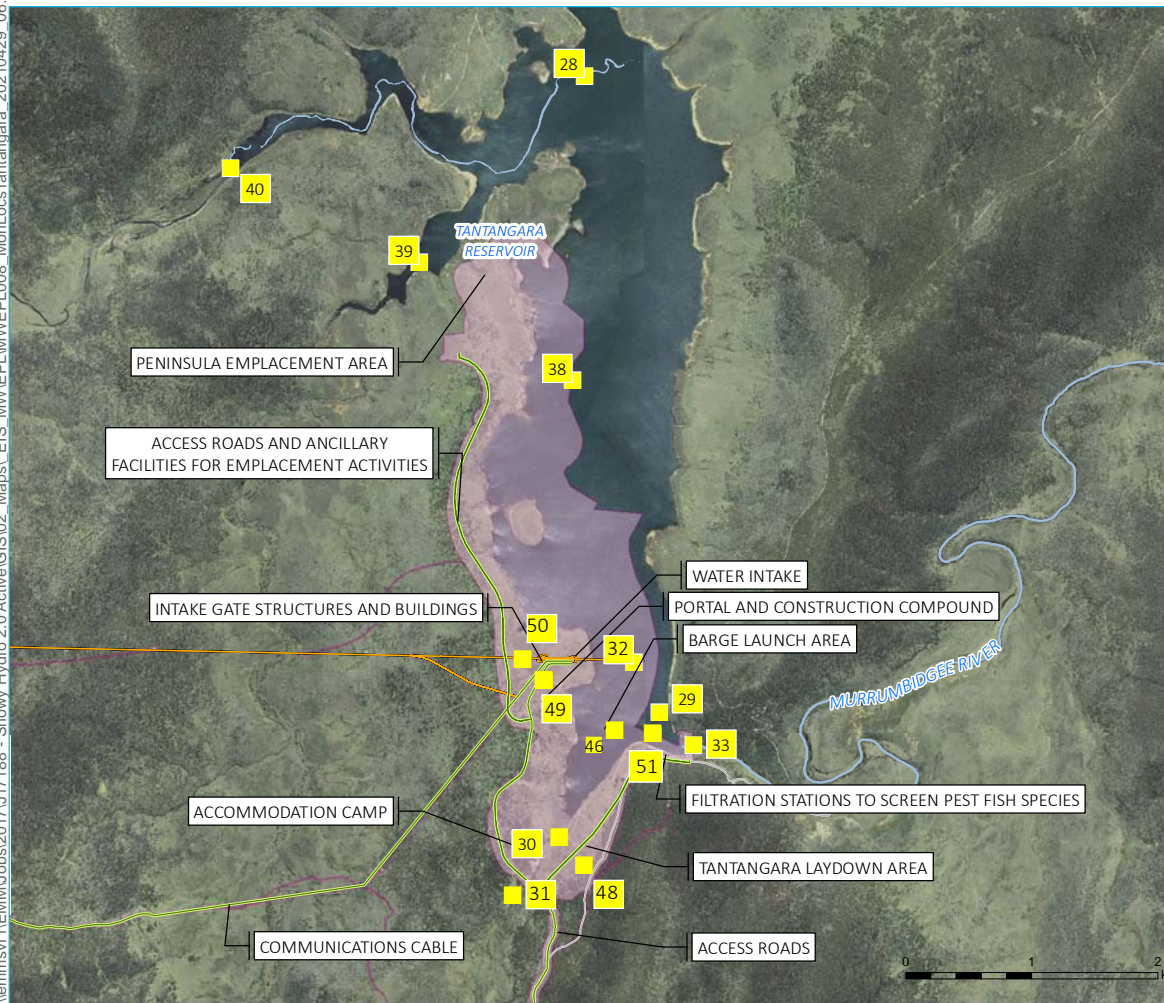 28
40
TANTANGARA
RESERVOIR
39
PENINSULA EMPLACEMENT AREA
38
ACCESS ROADS AND ANCILLARY
FACILITIES FOR EMPLACEMENT ACTIVITIES
WATER INTAKE
INTAKE GATE STRUCTURES AND BUILDINGS
PORTAL AND CONSTRUCTION COMPOUND
50
32
BARGE LAUNCH AREA
MURRUMBIDGEE RIVER
49
29
46
33
51
FILTRATION STATIONS TO SCREEN PEST FISH SPECIES
ACCOMMODATION CAMP
30
TANTANGARA LAYDOWN AREA
31
48
COMMUNICATIONS CABLE
ACCESS ROADS
0 1 2